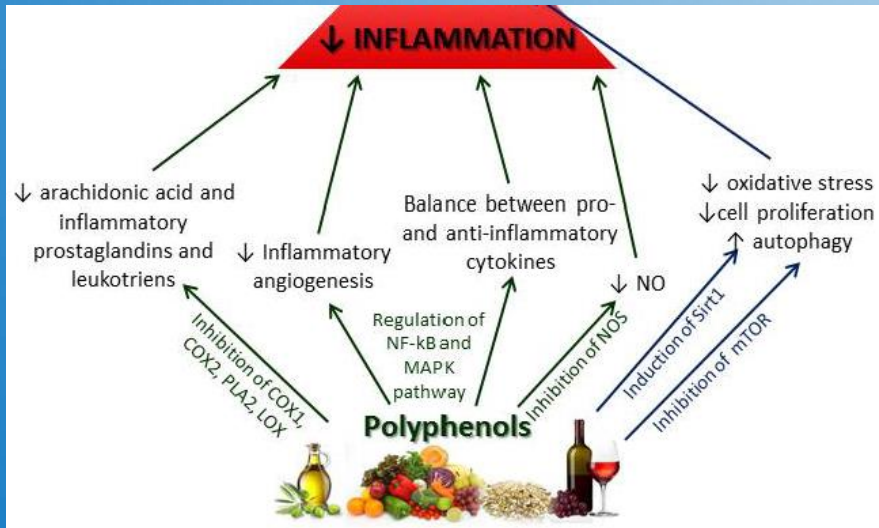 ↓ INFLAMMATION
↓ arachidonic acid and
inflammatory
prostaglandins and
leukotriens
↓ Inflammatory
angiogenesis
Balance between pro-
and anti-inflammatory
cytokines
↓ NO
↓ oxidative stress
↓cell proliferation
↑ autophagy
Inhibition of COX1,
COX2, PLA2, LOX
Regulation of
NF-kB and
MAPK
pathway
Inhibition of NOS
Induction of Sirt1
Inhibition of mTOR
Polyphenols